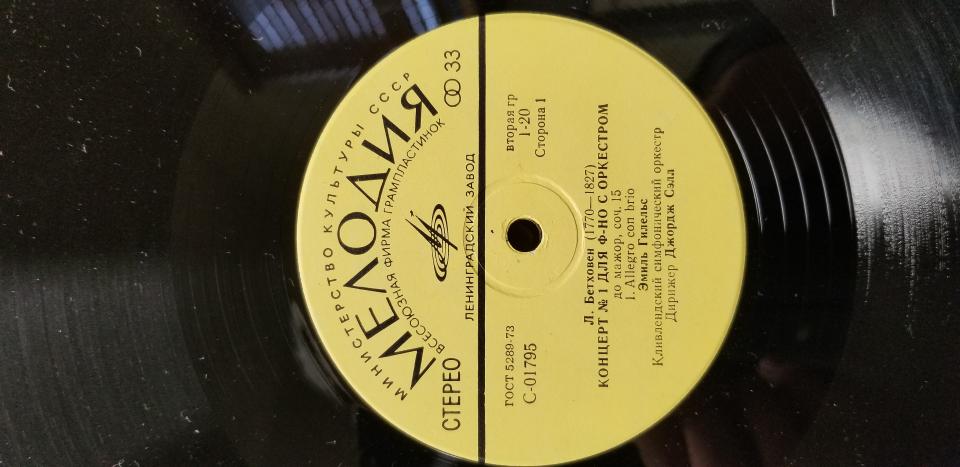 МИНИСТЕРСТВО КУЛЬТУРЫ СССР
МЕЛОДИЯ
ВСЕСОЮЗНАЯ ФИРМА ГРАМПЛАСТИНОК
СТЕРЕО
33
ЛЕНИНГРАДСКИЙ ЗАВОД
ГОСТ 5289-73
С-01795
вторая гр
1-20
Сторона 1
Л. Бетховен (1770—1827)
КОНЦЕРТ № 1 ДЛЯ Ф-НО С ОРКЕСТРОМ
до мажор, соч. 15
1. Allegro con brio
Эмиль Гилельс
Кливлендский симфонический оркестр
Дирижер Джордж Сэлл